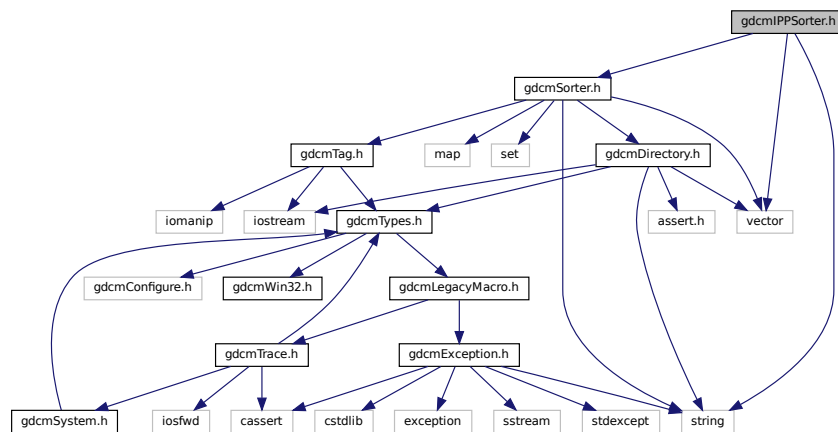 gdcmIPPSorter.h
gdcmSorter.h
gdcmTag.h
map
set
gdcmDirectory.h
iomanip
iostream
gdcmTypes.h
assert.h
vector
gdcmConfigure.h
gdcmWin32.h
gdcmLegacyMacro.h
gdcmTrace.h
gdcmException.h
gdcmSystem.h
iosfwd
cassert
cstdlib
exception
sstream
stdexcept
string